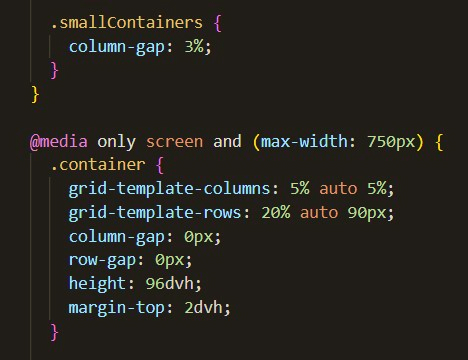 .smallContainers {
column-gap: 3%;
}
}
@media only screen and (max-width: 750px) {
.container {
grid-template-columns: 5% auto 5%;
grid-template-rows: 20% auto 90px;
column-gap: 0px;
row-gap: 0px;
height: 96dvh;
margin-top: 2dvh;
}